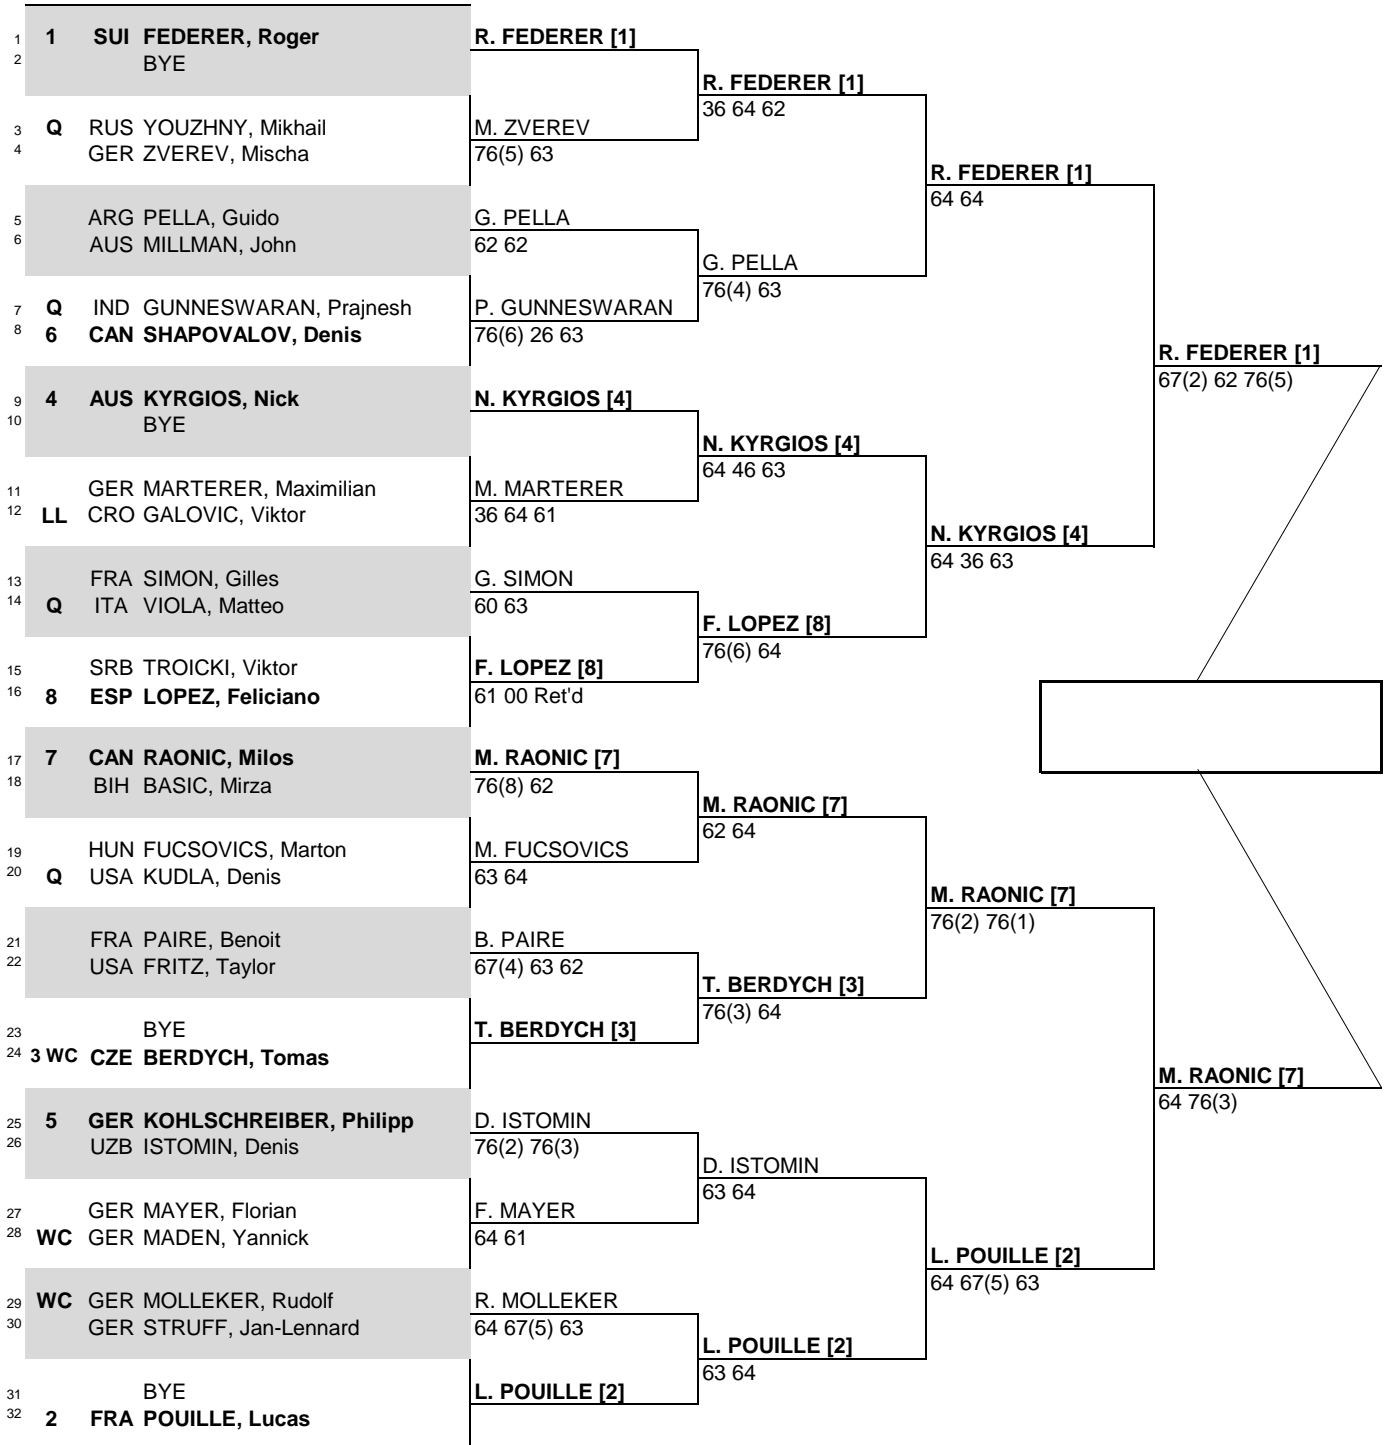 1 1 SUI FEDERER, Roger
2 BYE
3 Q RUS YOUZHNY, Mikhail
4 GER ZVEREV, Mischa
5 ARG PELLA, Guido
6 AUS MILLMAN, John
7 Q IND GUNNESWARAN, Prajnesh
8 6 CAN SHAPOVALOV, Denis
9 4 AUS KYRGIOS, Nick
10 BYE
11 GER MARTERER, Maximilian
12 LL CRO GALOVIC, Viktor
13 FRA SIMON, Gilles
14 Q ITA VIOLA, Matteo
15 SRB TROICKI, Viktor
16 8 ESP LOPEZ, Feliciano
17 7 CAN RAONIC, Milos
18 BIH BASIC, Mirza
19 HUN FUCSOVICS, Marton
20 Q USA KUDLA, Denis
21 FRA PAIRE, Benoit
22 USA FRITZ, Taylor
23 BYE
24 3 WC CZE BERDYCH, Tomas
25 5 GER KOHLSCHREIBER, Philipp
26 UZB ISTOMIN, Denis
27 GER MAYER, Florian
28 WC GER MADEN, Yannick
29 WC GER MOLLEKER, Rudolf
30 GER STRUFF, Jan-Lennard
31 BYE
32 2 FRA POUILLE, Lucas
R. FEDERER [1]
M. ZVEREV
76(5) 63
G. PELLA
62 62
P. GUNNESWARAN
76(6) 26 63
N. KYRGIOS [4]
M. MARTERER
36 64 61
G. SIMON
60 63
F. LOPEZ [8]
61 00 Ret'd
M. RAONIC [7]
76(8) 62
M. FUCSOVICS
63 64
B. PAIRE
67(4) 63 62
T. BERDYCH [3]
D. ISTOMIN
76(2) 76(3)
F. MAYER
64 61
R. MOLLEKER
64 67(5) 63
L. POUILLE [2]
R. FEDERER [1]
36 64 62
G. PELLA
76(4) 63
N. KYRGIOS [4]
64 46 63
F. LOPEZ [8]
76(6) 64
M. RAONIC [7]
62 64
T. BERDYCH [3]
76(3) 64
D. ISTOMIN
63 64
L. POUILLE [2]
63 64
R. FEDERER [1]
64 64
N. KYRGIOS [4]
64 36 63
M. RAONIC [7]
76(2) 76(1)
L. POUILLE [2]
64 67(5) 63
R. FEDERER [1]
67(2) 62 76(5)
M. RAONIC [7]
64 76(3)